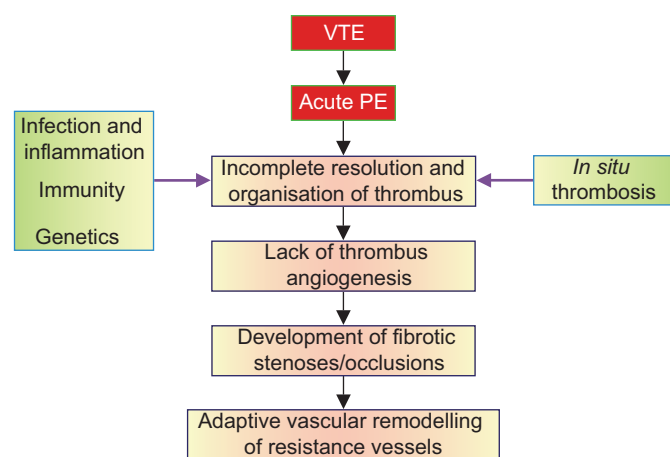 VTE
Acute PE
Infection and
inflammation
Immunity
Genetics
Incomplete resolution and
organisation of thrombus
In situ
thrombosis
Lack of thrombus
angiogenesis
Development of fibrotic
stenoses/occlusions
Adaptive vascular remodelling
of resistance vessels